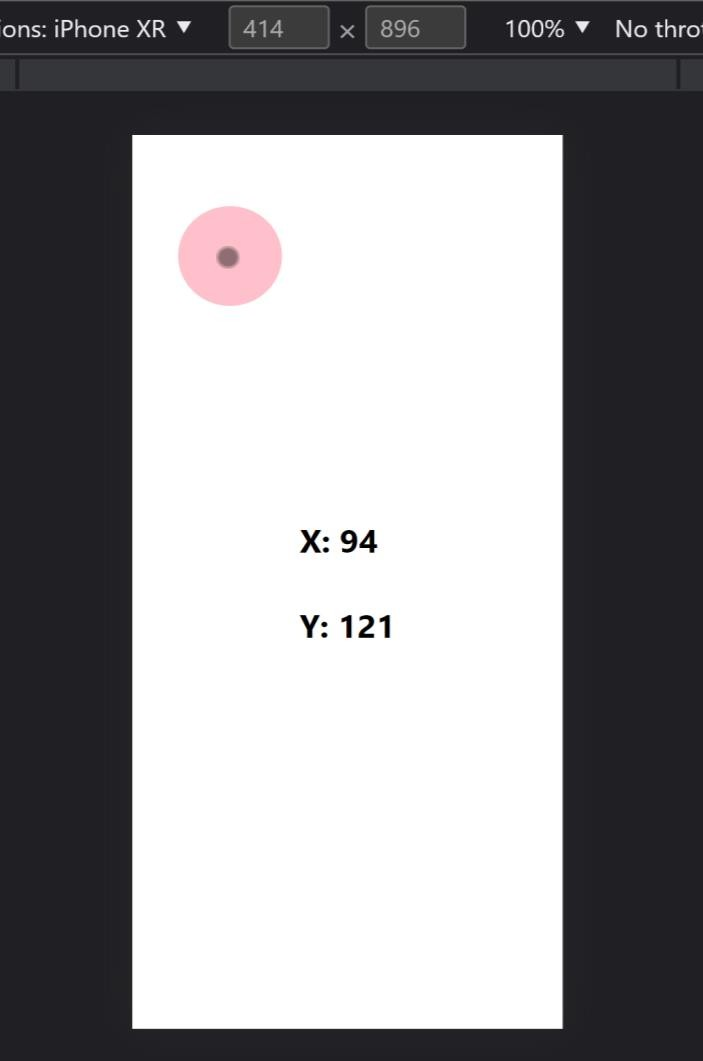 ions: iPhone XR ▼ 414 × 896 100% ▼ No thro
X: 94
Y: 121